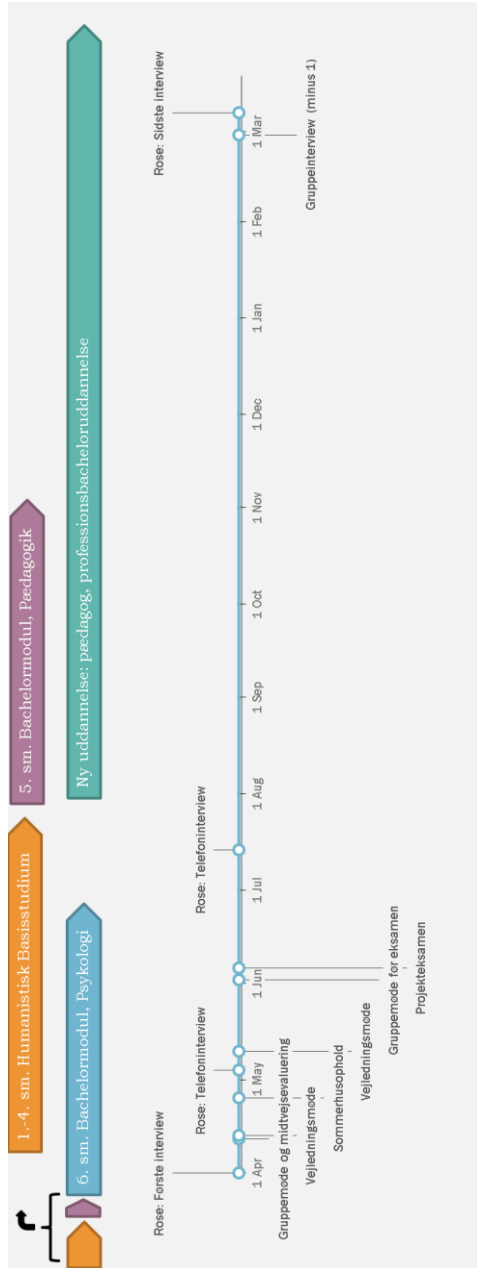 1.-4. sm. Humanistisk Basisstudium
5. sm. Bachelormodul, Pædagogik
6. sm. Bachelormodul, Psykologi
Ny uddannelse: pædagog, professionsbacheloruddannelse
Rose: Første interview
Rose: Telefoninterview
Rose: Telefoninterview
Rose: Sidste interview
1 Apr
1 May
1 Jun
1 Jul
1 Aug
1 Sep
1 Oct
1 Nov
1 Dec
1 Jan
1 Feb
1 Mar
Gruppemøde og midtvejsevaluering
Vejledningsmøde
Sommerhusophold
Vejledningsmøde
Gruppemøde før eksamen
Projekteksamen
Gruppeinterview (minus 1)